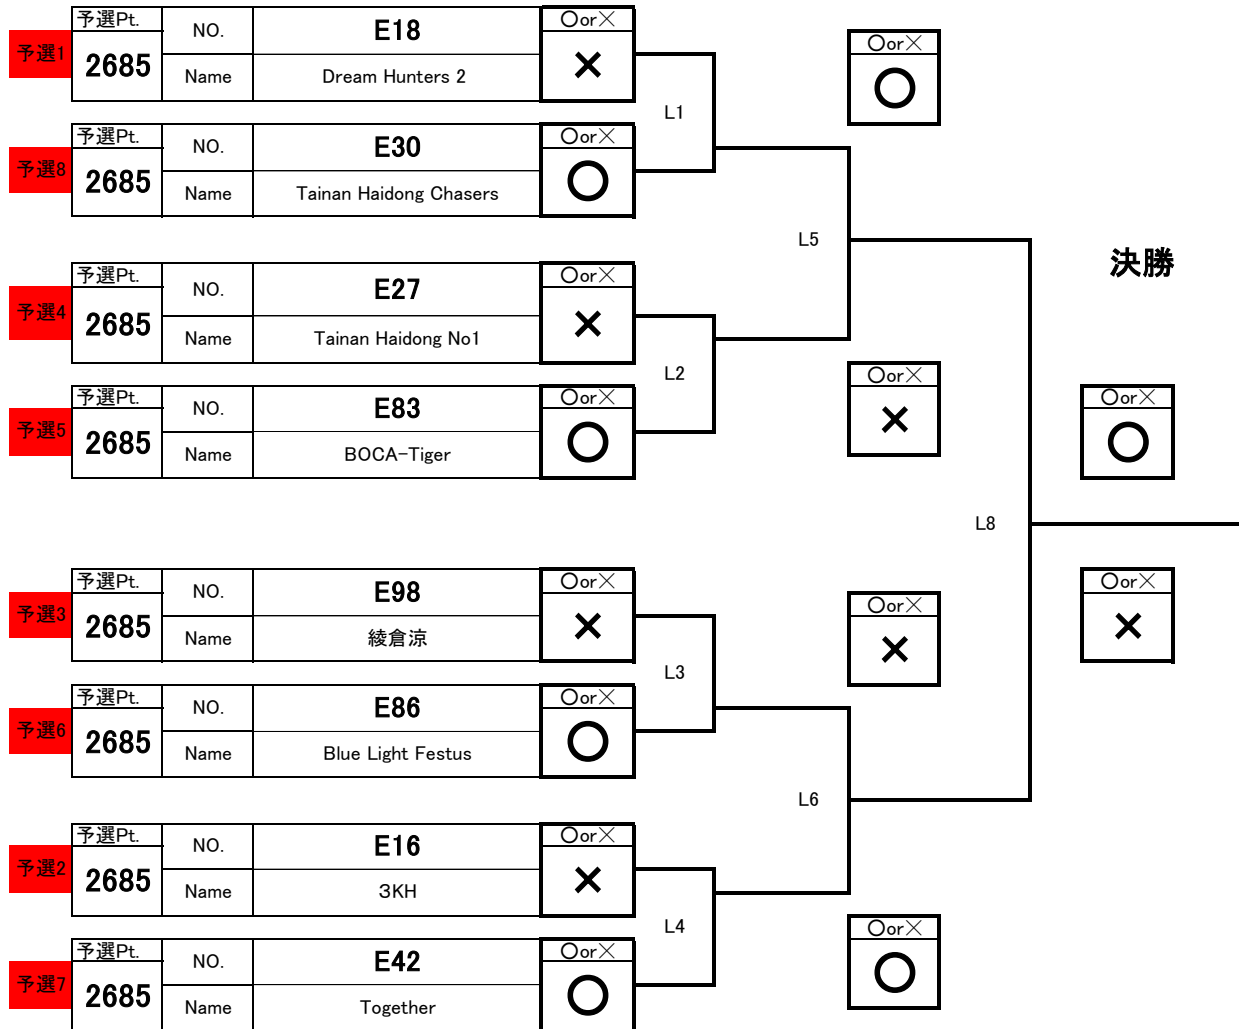 予選Pt. NO. E18 〇or×
予選1 2685 Name Dream Hunters 2 × 〇or×
〇
L1
予選Pt. NO. E30 〇or×
予選8 2685 Name Tainan Haidong Chasers 〇
L5
決勝
予選Pt. NO. E27 〇or×
予選4 2685 Name Tainan Haidong No1 ×
L2 〇or×
×
予選Pt. NO. E83 〇or× 〇or×
予選5 2685 Name BOCA-Tiger 〇 〇
L8
予選Pt. NO. E98 〇or× 〇or×
予選3 2685 Name 綾倉涼 × ×
〇or×
×
L3
予選Pt. NO. E86 〇or×
予選6 2685 Name Blue Light Festus 〇
L6
予選Pt. NO. E16 〇or×
予選2 2685 Name 3KH ×
L4 〇or×
〇
予選Pt. NO. E42 〇or×
予選7 2685 Name Together 〇